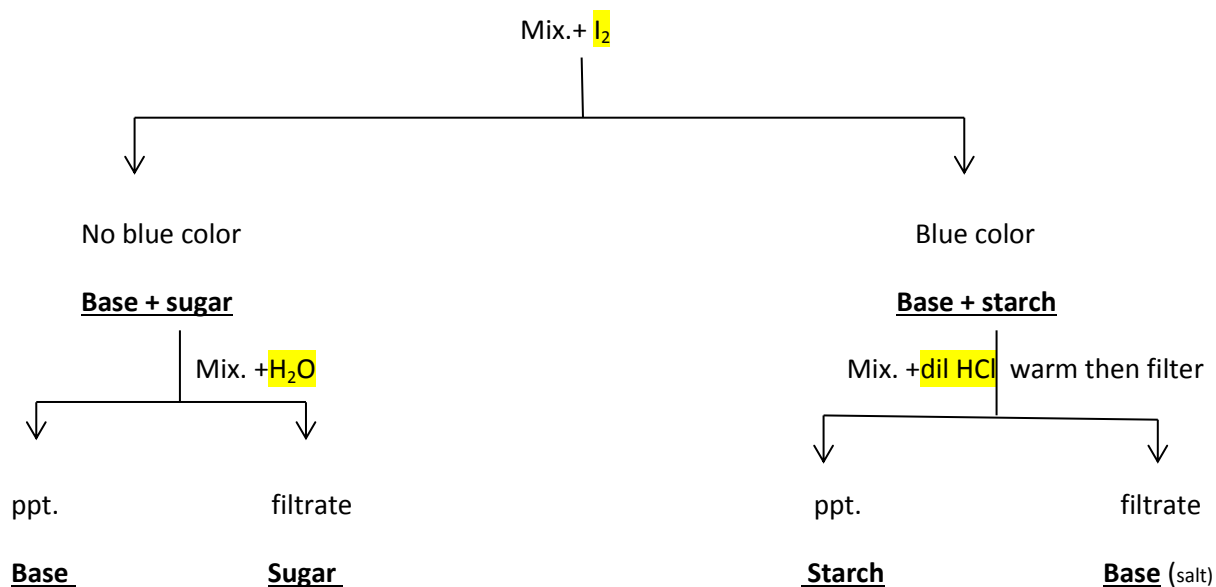 Mix.+ I₂
No blue color Blue color
Base + sugar Base + starch
Mix. +H₂O Mix. +dil HCl warm then filter
ppt. filtrate ppt. filtrate
Base Sugar Starch Base (salt)